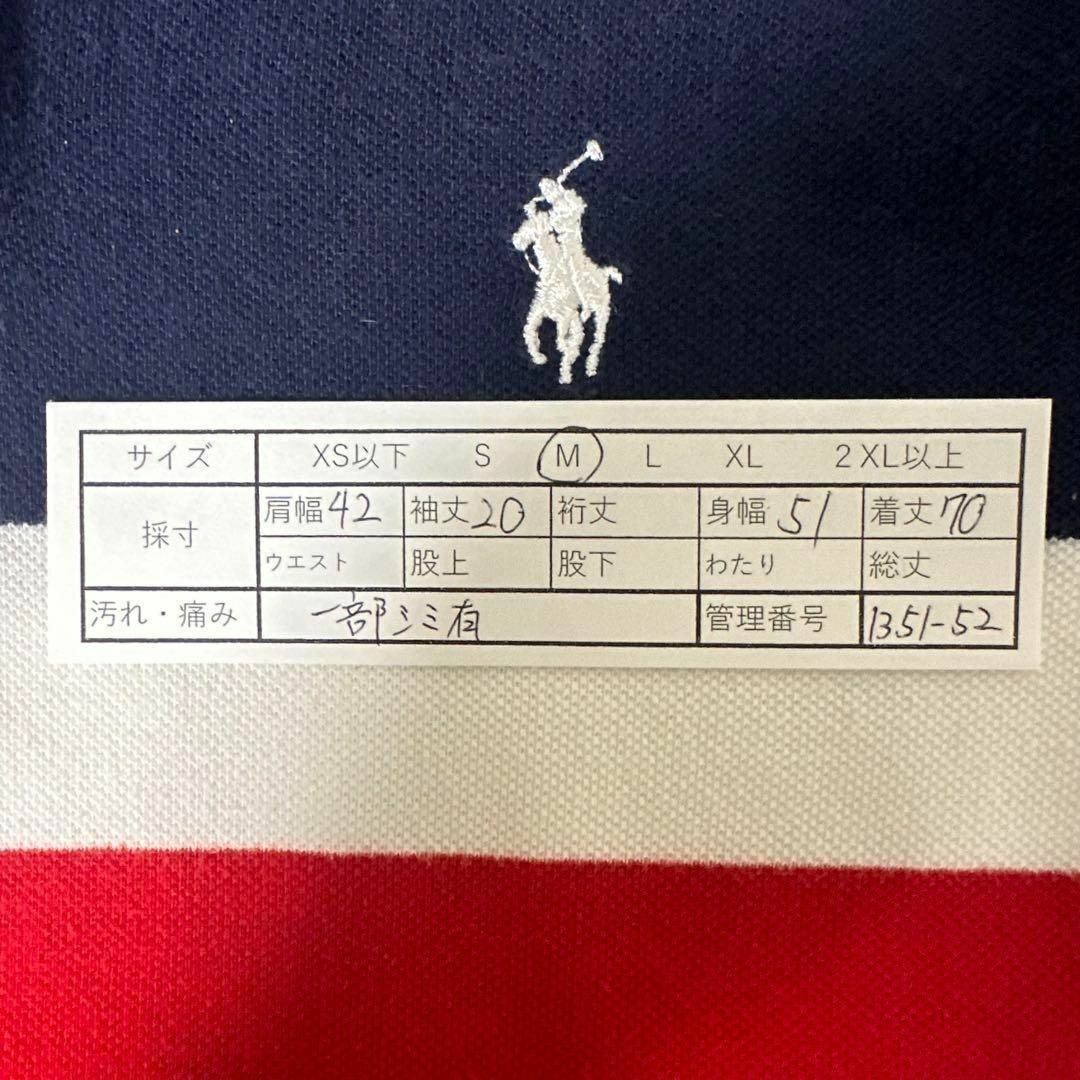 サイズ XS以下 S M L XL 2XL以上
採寸 肩幅42 袖丈20 裄丈 身幅51 着丈70
ウエスト 股上 股下 わたり 総丈
汚れ・痛み 一部シミ有 管理番号 1351-52